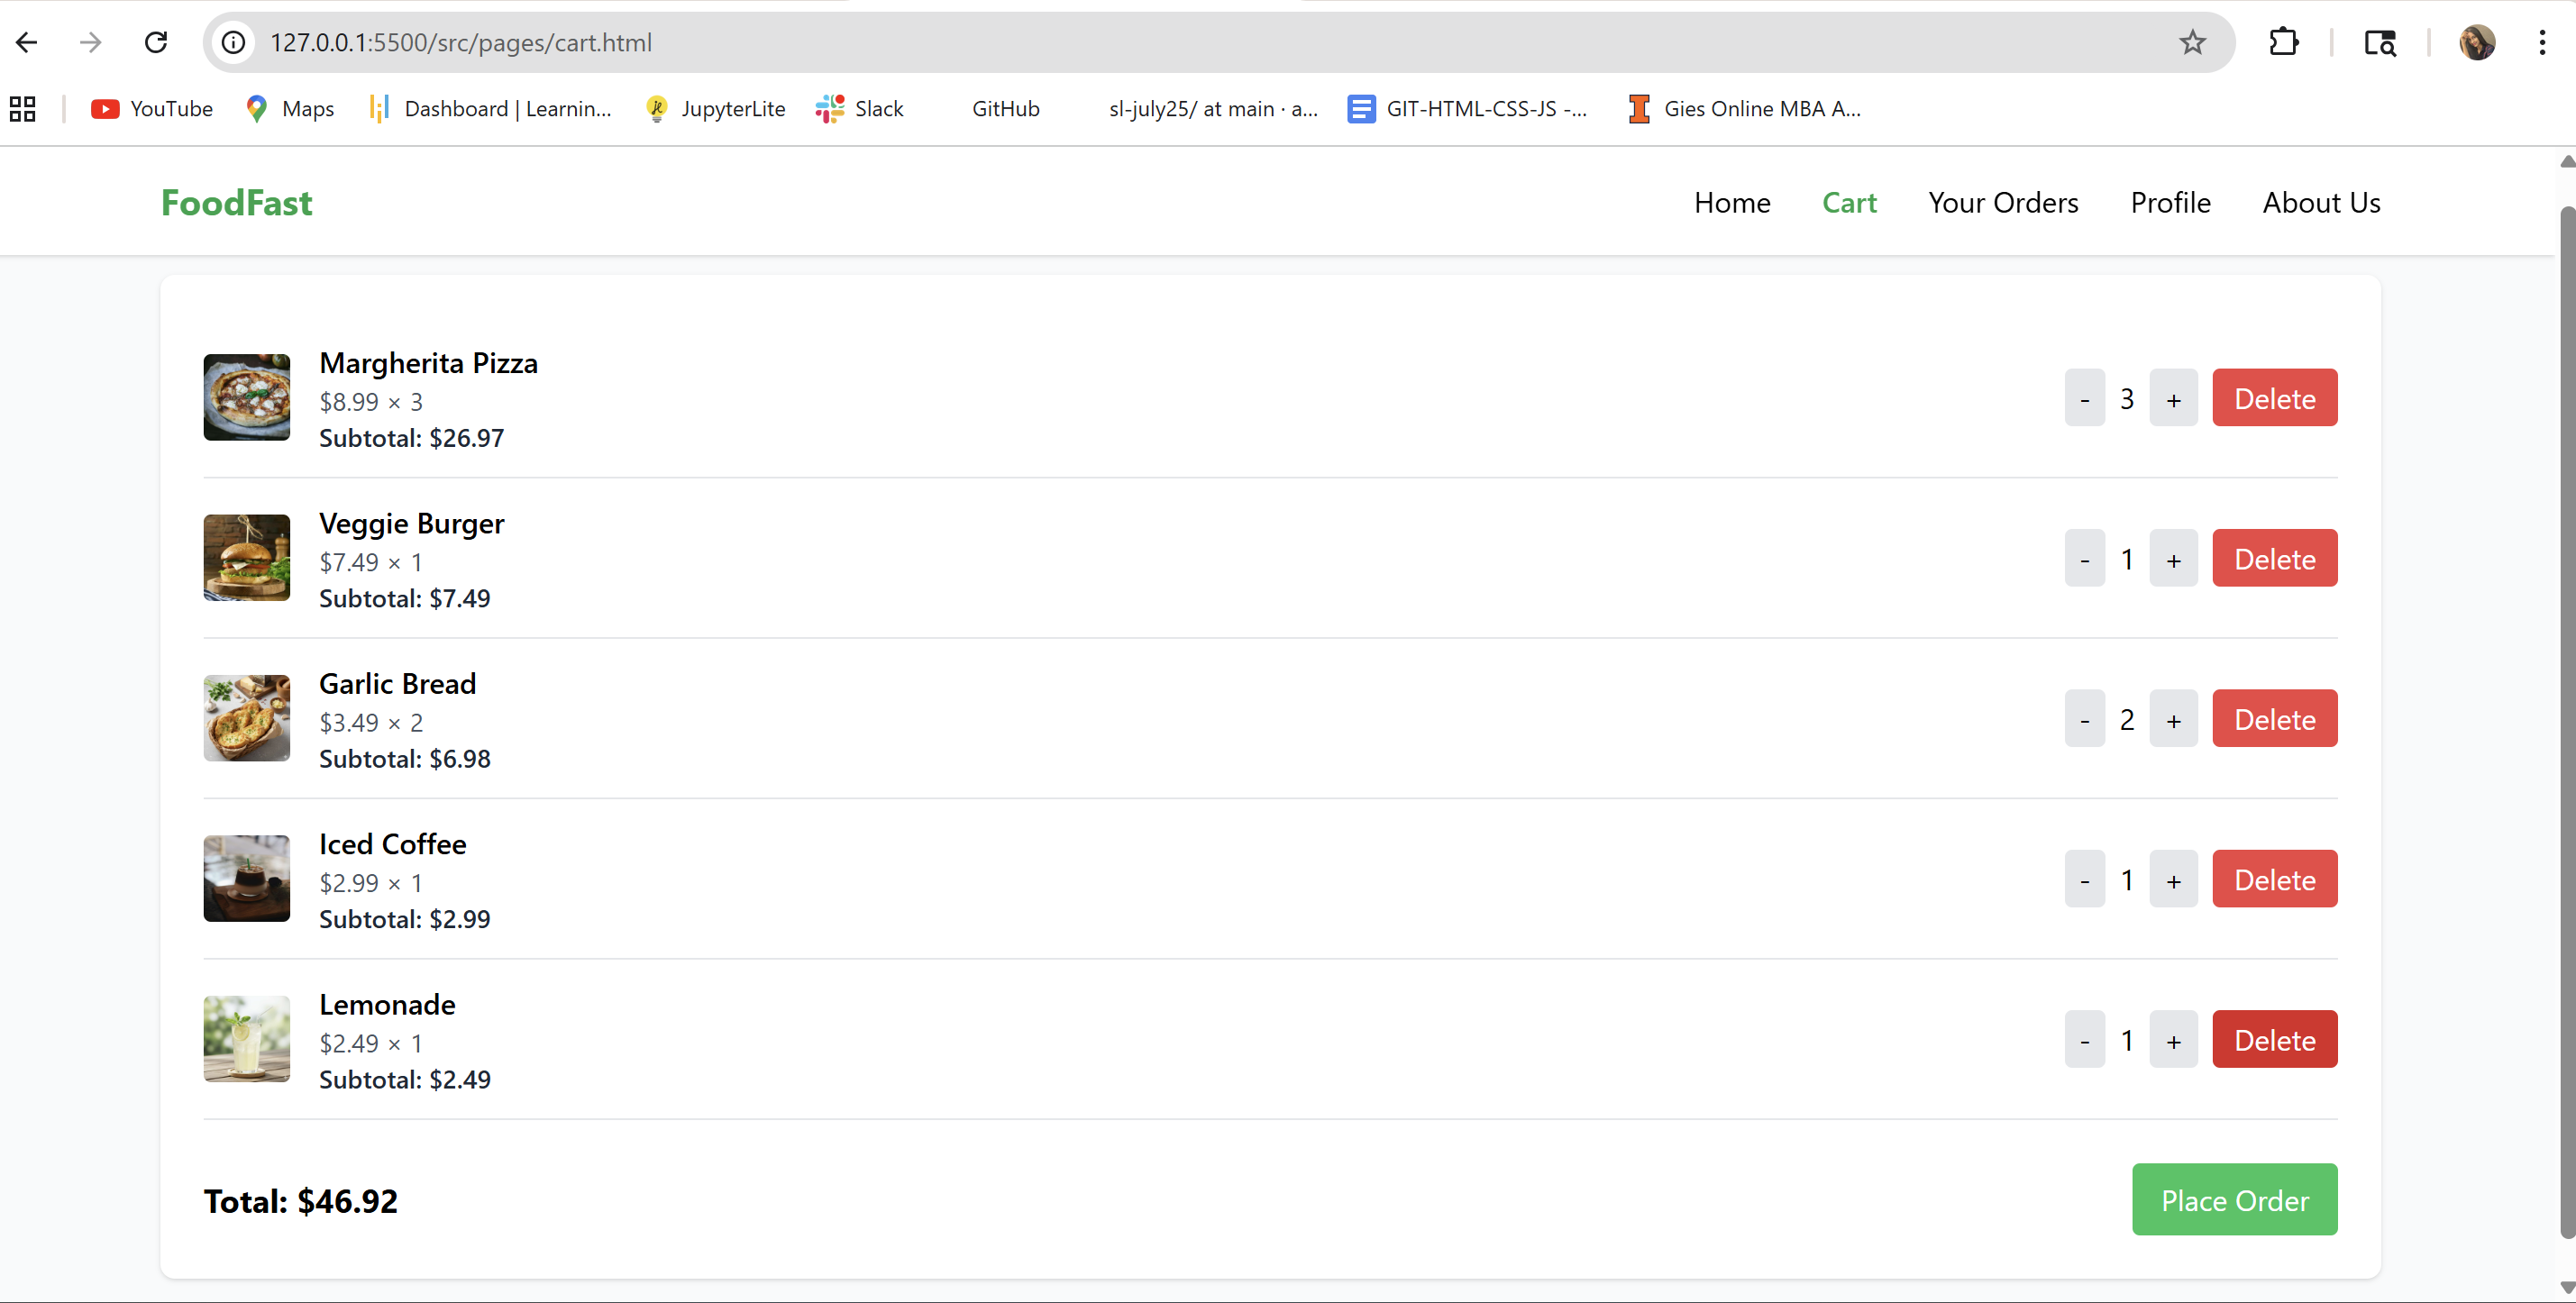 127.0.0.1:5500/src/pages/cart.html
YouTube Maps Dashboard | Learnin... JupyterLite Slack GitHub sl-july25/ at main · a... GIT-HTML-CSS-JS -... Gies Online MBA A...
FoodFast Home Cart Your Orders Profile About Us
Margherita Pizza
$8.99 × 3
Subtotal: $26.97
- 3 + Delete
Veggie Burger
$7.49 × 1
Subtotal: $7.49
- 1 + Delete
Garlic Bread
$3.49 × 2
Subtotal: $6.98
- 2 + Delete
Iced Coffee
$2.99 × 1
Subtotal: $2.99
- 1 + Delete
Lemonade
$2.49 × 1
Subtotal: $2.49
- 1 + Delete
Total: $46.92 Place Order